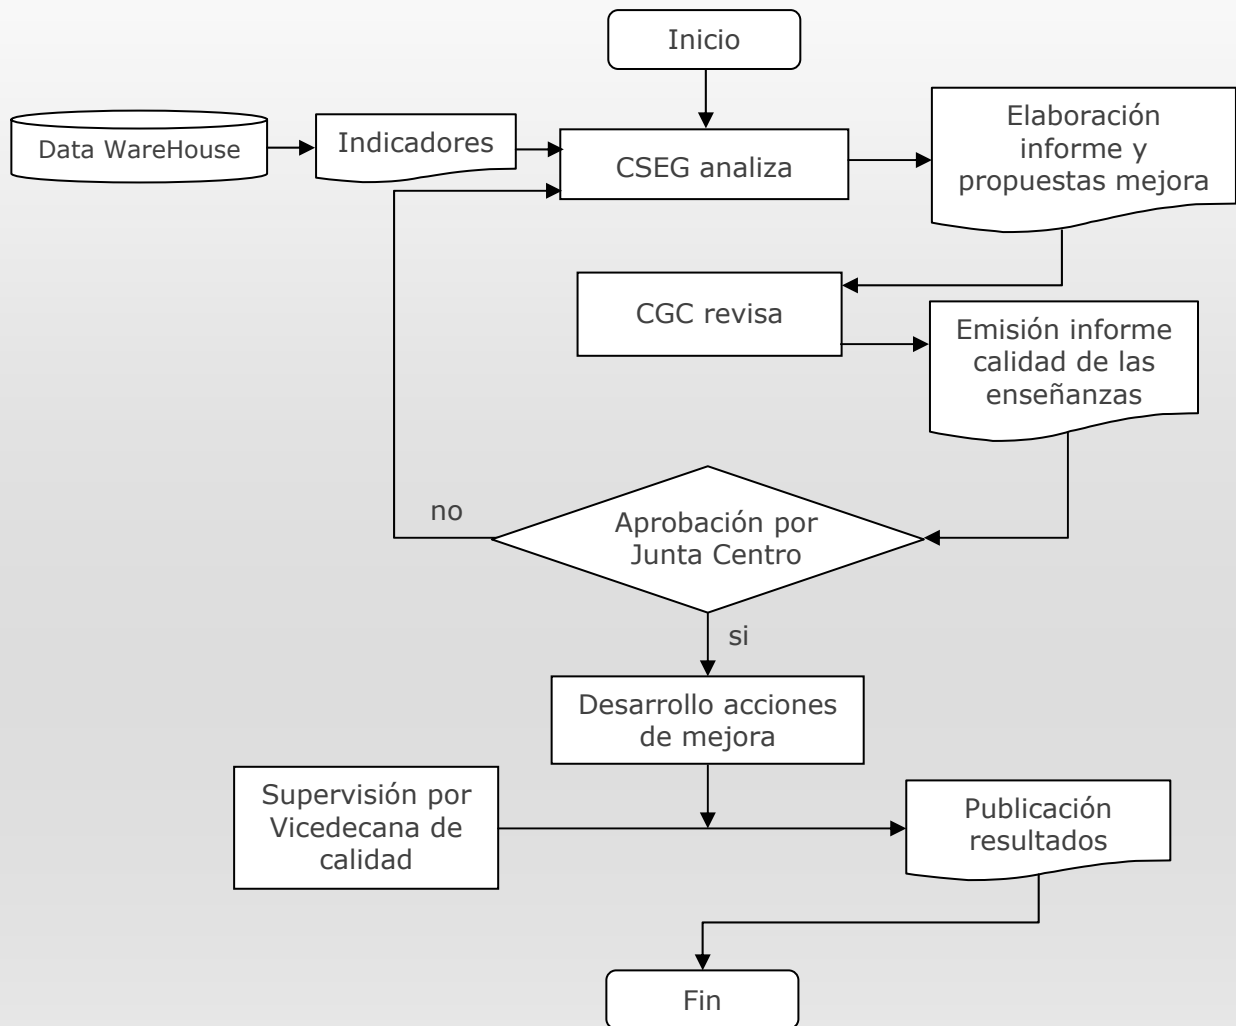 Inicio
Data WareHouse
Indicadores
CSEG analiza
Elaboración
informe y
propuestas mejora
CGC revisa
Emisión informe
calidad de las
enseñanzas
no
Aprobación por
Junta Centro
si
Desarrollo acciones
de mejora
Supervisión por
Vicedecana de
calidad
Publicación
resultados
Fin